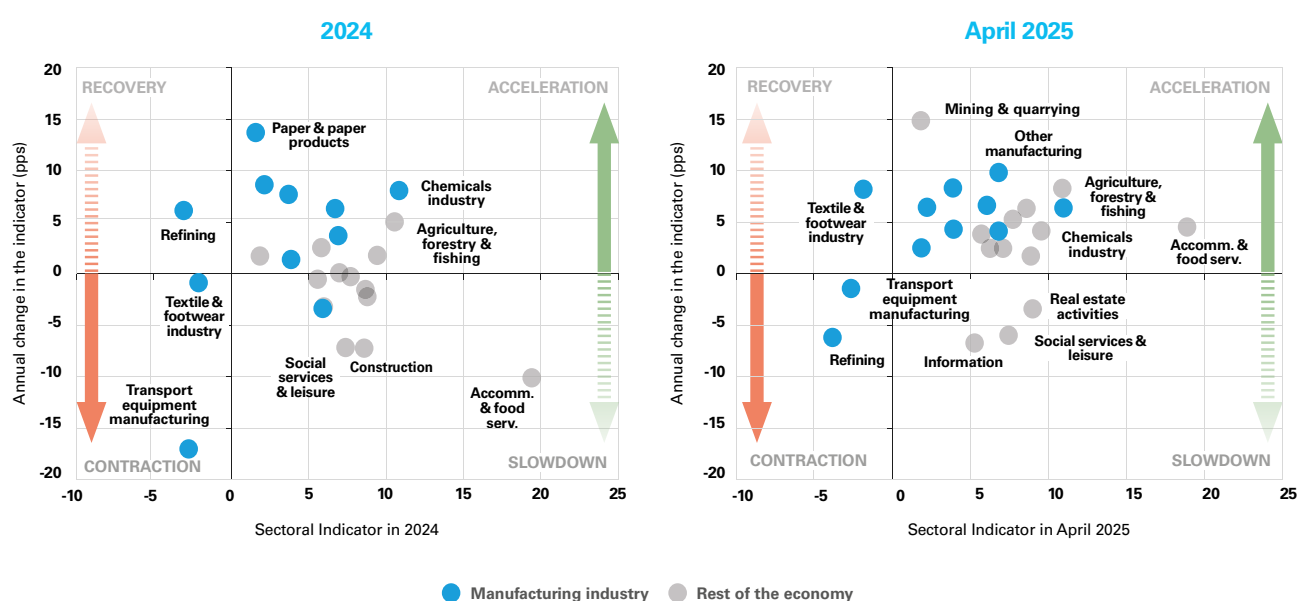 2024
20
15
10
5
0
-5
-10
-15
-20
Annual change in the indicator (pps)
RECOVERY
ACCELERATION
Paper & paper
products
Chemicals
industry
Agriculture,
forestry &
fishing
Refining
Textile &
footwear
industry
Social
services
& leisure
Construction
Transport
equipment
manufacturing
Accomm.
& food
serv.
CONTRACTION
SLOWDOWN
-10
-5
0
5
10
15
20
25
Sectoral Indicator in 2024
April 2025
20
15
10
5
0
-5
-10
-15
-20
Annual change in the indicator (pps)
RECOVERY
ACCELERATION
Mining & quarrying
Other
manufacturing
Agriculture,
forestry &
fishing
Textile &
footwear
industry
Chemicals
industry
Accomm. &
food serv.
Transport
equipment
manufacturing
Real estate
activities
Refining
Information
Social services &
leisure
CONTRACTION
SLOWDOWN
-10
-5
0
5
10
15
20
25
Sectoral Indicator in April 2025
Manufacturing industry
Rest of the economy